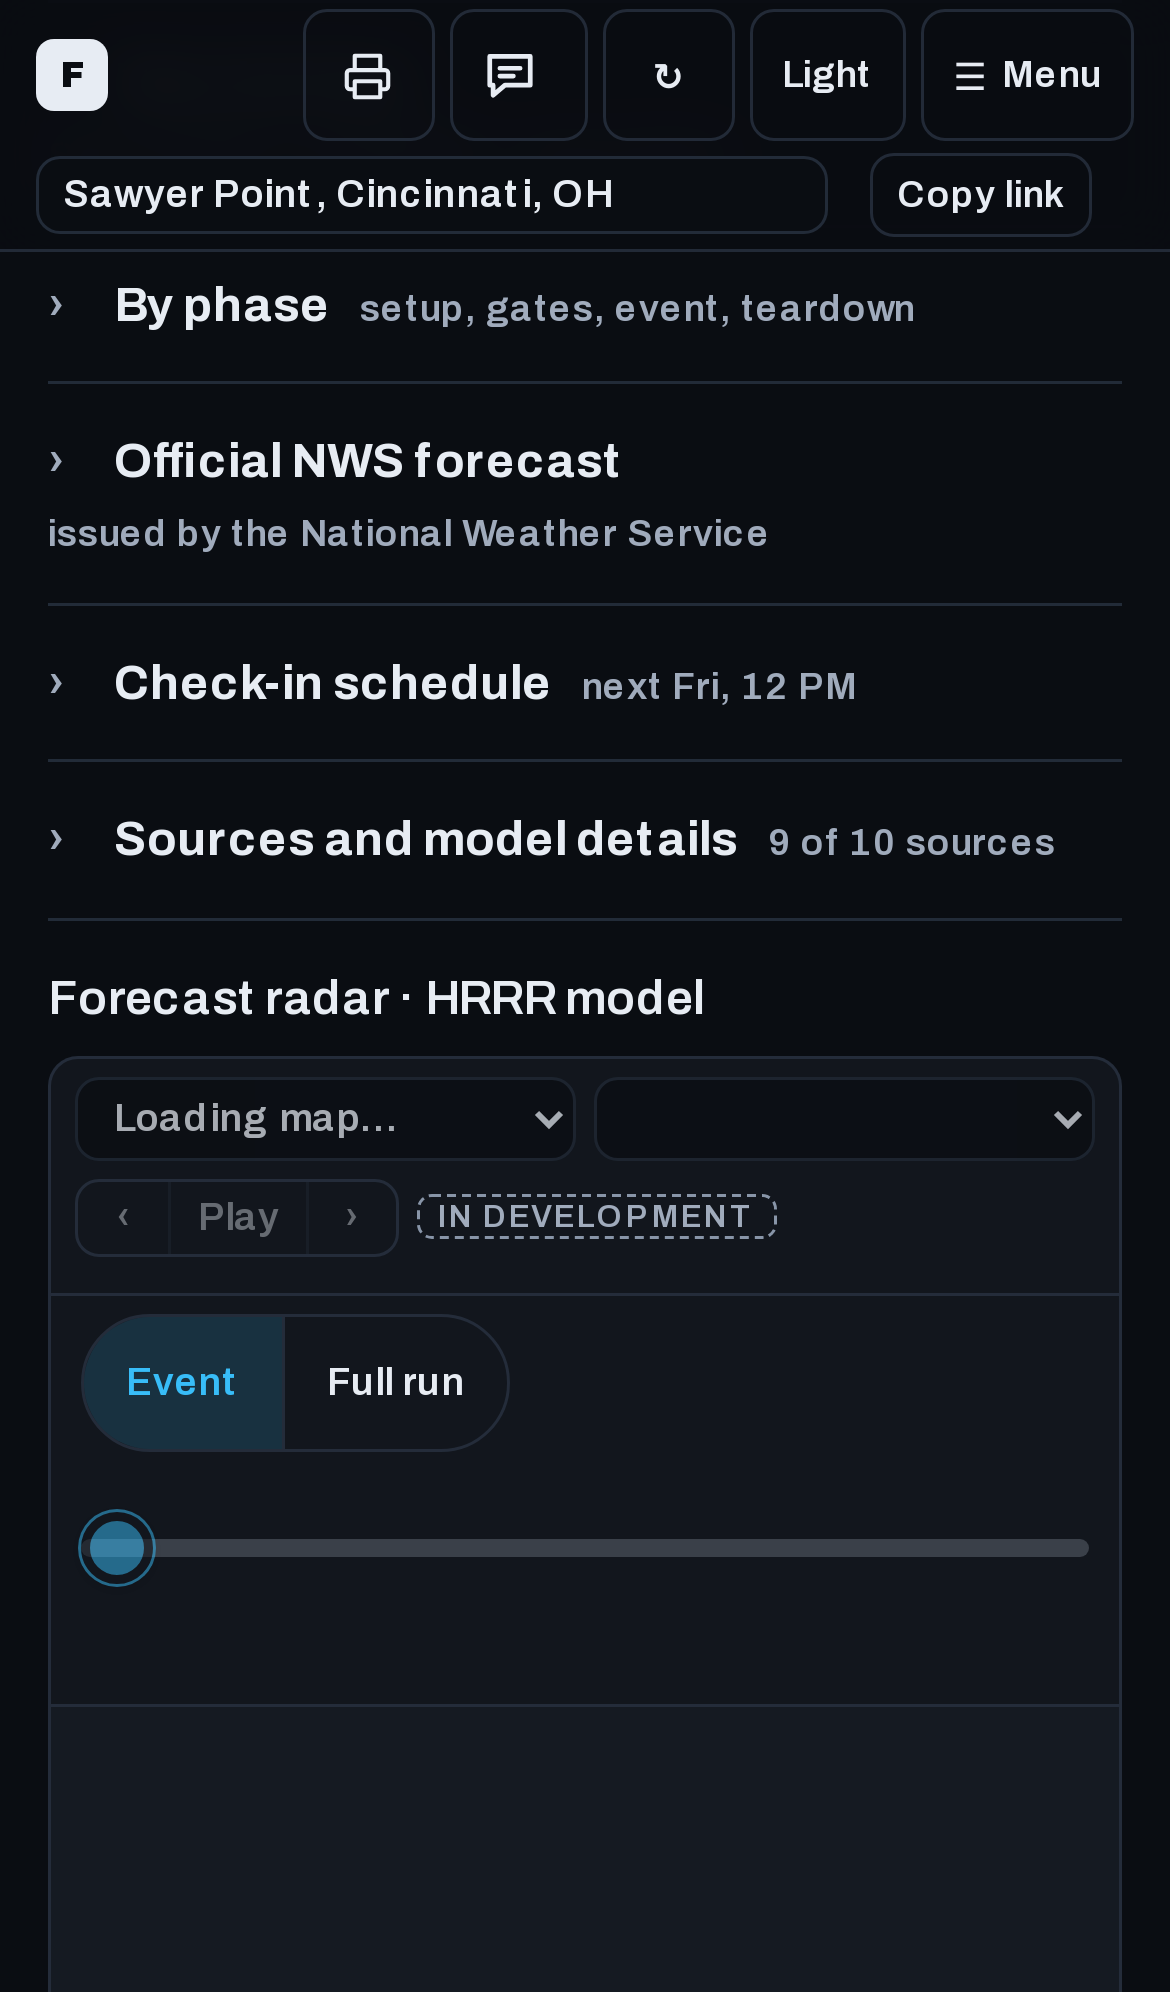 F
Light
☰ Menu
Sawyer Point, Cincinnati, OH
Copy link
› By phase setup, gates, event, teardown
› Official NWS forecast
issued by the National Weather Service
› Check-in schedule next Fri, 12 PM
› Sources and model details 9 of 10 sources
Forecast radar · HRRR model
Loading map...
‹ Play › IN DEVELOPMENT
Event Full run